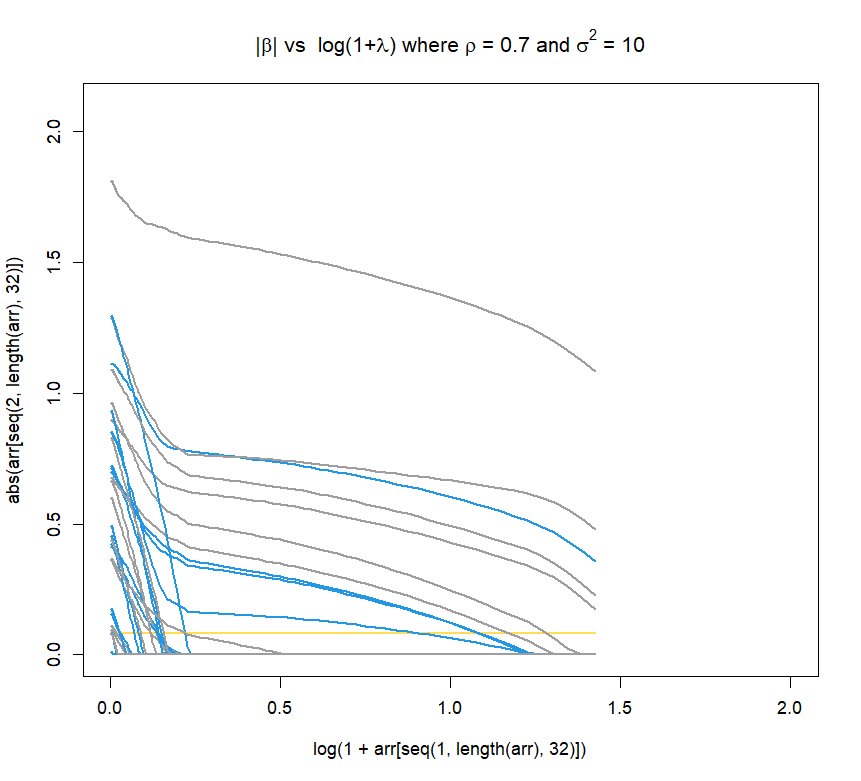 |β| vs log(1+λ) where ρ = 0.7 and σ² = 10
2.0
1.5
1.0
0.5
0.0
abs(arr[seq(2, length(arr), 32)])
0.0 0.5 1.0 1.5 2.0
log(1 + arr[seq(1, length(arr), 32)])